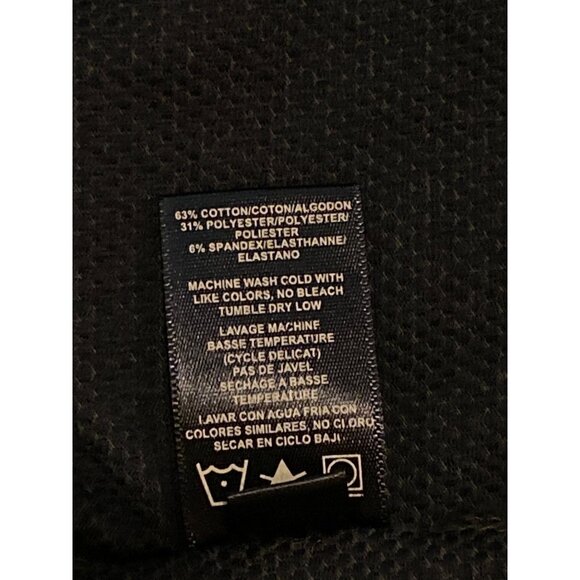 63% COTTON/COTON/ALGODON
31% POLYESTER/POLYESTER/
POLIESTER
6% SPANDEX/ELASTHANNE/
ELASTANO
MACHINE WASH COLD WITH
LIKE COLORS, NO BLEACH
TUMBLE DRY LOW
LAVAGE MACHINE
BASSE TEMPERATURE
(CYCLE DÉLICAT)
PAS DE JAVEL
SECHAGE A BASSE
TEMPERATURE
LAVAR CON AGUA FRIA CON
COLORES SIMILARES, NO CLORO
SECAR EN CICLO BAJI